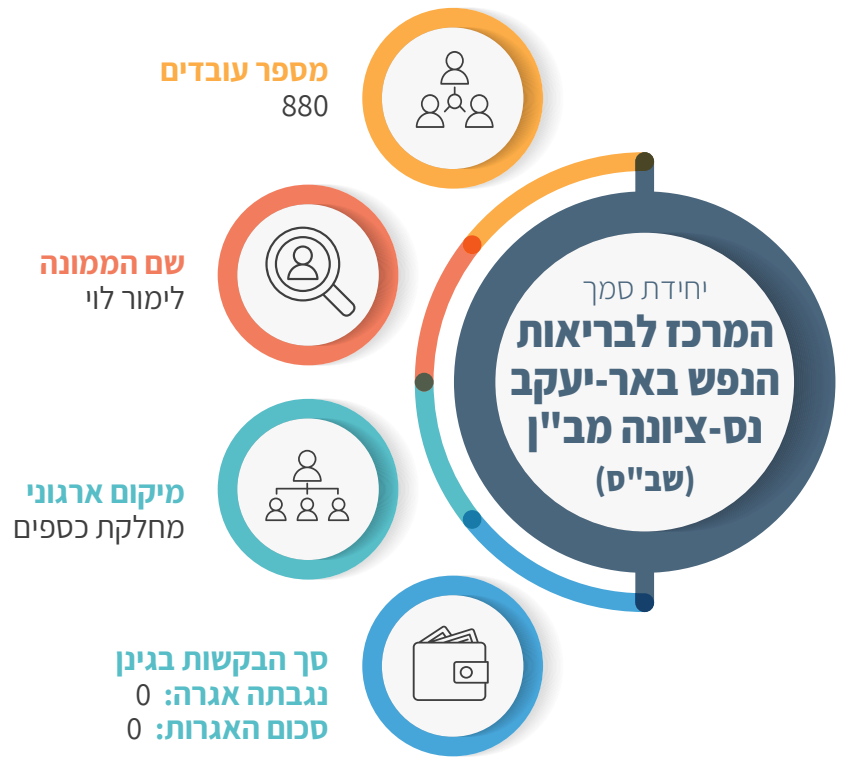 יחידת סמך
המרכז לבריאות
הנפש באר-יעקב
נס-ציונה מב"ן
(שב"ס)
מספר עובדים
880
שם הממונה
לימור לוי
מיקום ארגוני
מחלקת כספים
סך הבקשות בגינן
נגבתה אגרה: 0
סכום האגרות: 0